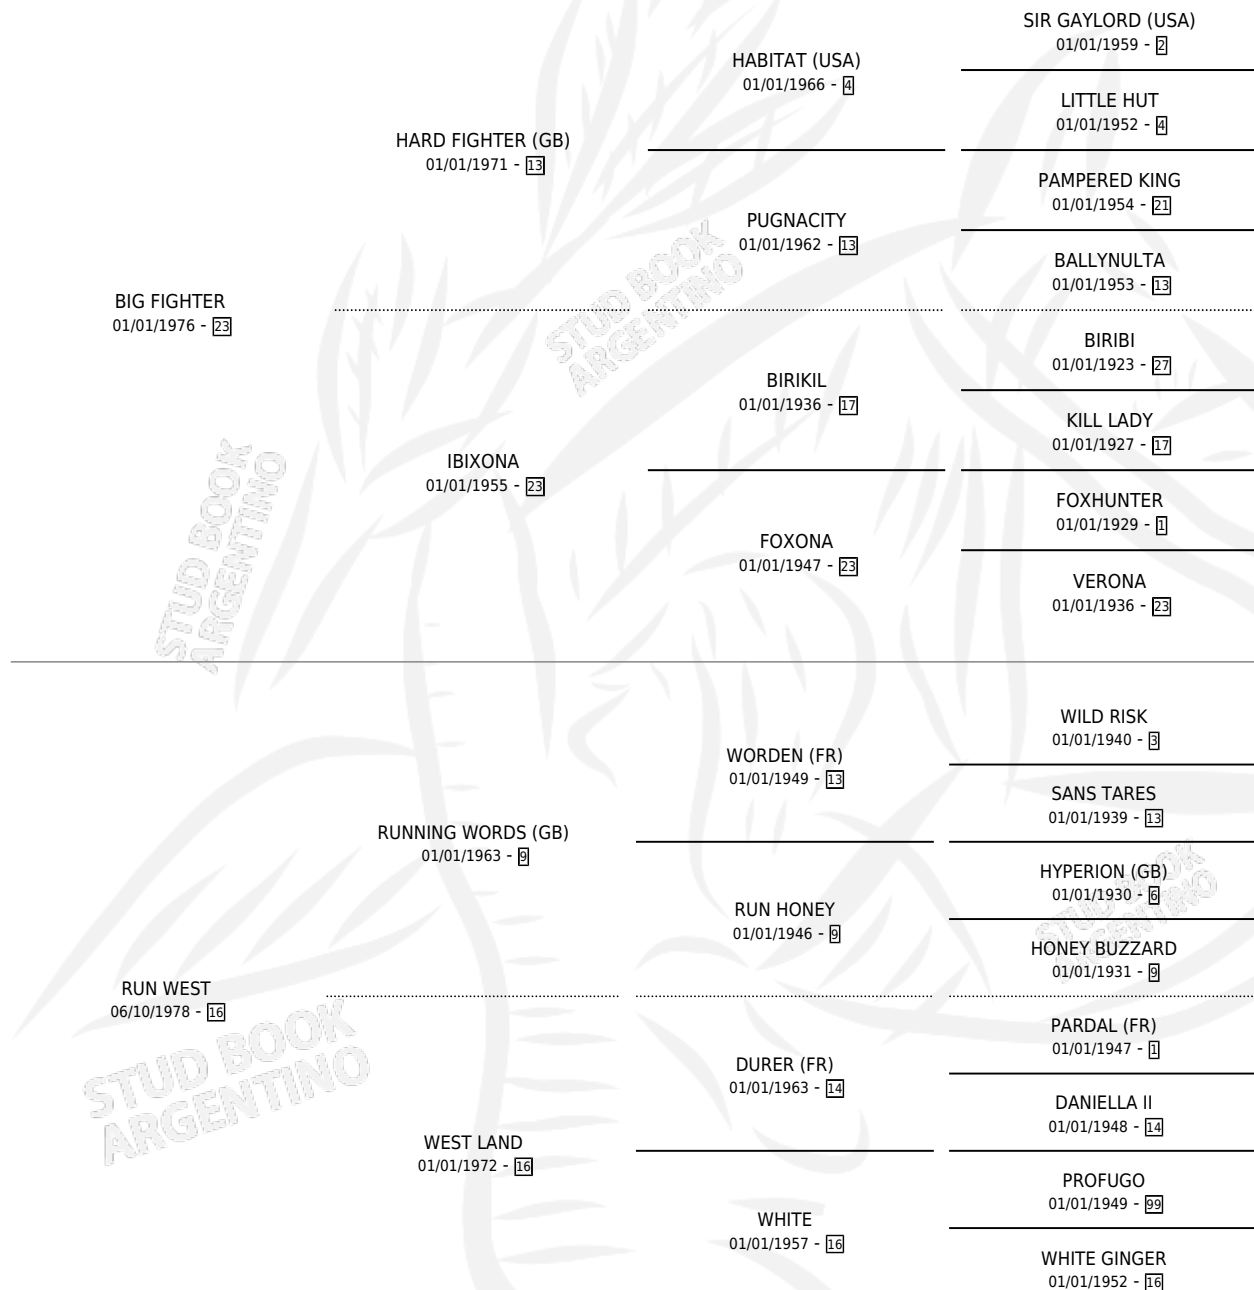 SIR GAYLORD (USA)
01/01/1959 - 2
HABITAT (USA)
01/01/1966 - 4
LITTLE HUT
01/01/1952 - 4
HARD FIGHTER (GB)
01/01/1971 - 13
PAMPERED KING
01/01/1954 - 21
PUGNACITY
01/01/1962 - 13
BALLYNULTA
01/01/1953 - 13
BIG FIGHTER
01/01/1976 - 23
BIRIBI
01/01/1923 - 27
BIRIKIL
01/01/1936 - 17
KILL LADY
01/01/1927 - 17
IBIXONA
01/01/1955 - 23
FOXHUNTER
01/01/1929 - 1
FOXONA
01/01/1947 - 23
VERONA
01/01/1936 - 23
STUD BOOK
ARGENTINO
STUD BOOK
ARGENTINO
WILD RISK
01/01/1940 - 3
WORDEN (FR)
01/01/1949 - 13
SANS TARES
01/01/1939 - 13
RUNNING WORDS (GB)
01/01/1963 - 9
HYPERION (GB)
01/01/1930 - 6
RUN HONEY
01/01/1946 - 9
HONEY BUZZARD
01/01/1931 - 9
STUD BOOK
ARGENTINO
RUN WEST
06/10/1978 - 16
PARDAL (FR)
01/01/1947 - 1
DURER (FR)
01/01/1963 - 14
DANIELLA II
01/01/1948 - 14
STUD BOOK
ARGENTINO
WEST LAND
01/01/1972 - 16
PROFUGO
01/01/1949 - 99
WHITE
01/01/1957 - 16
WHITE GINGER
01/01/1952 - 16